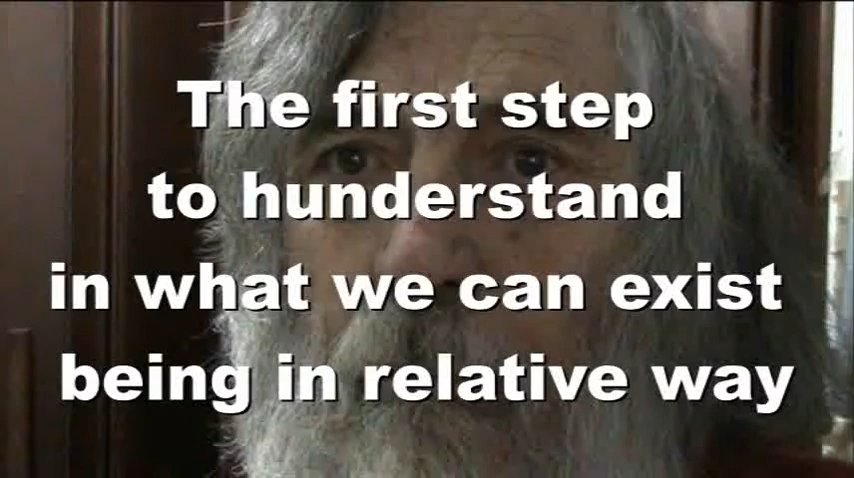 The first step
to hunderstand
in what we can exist
being in relative way